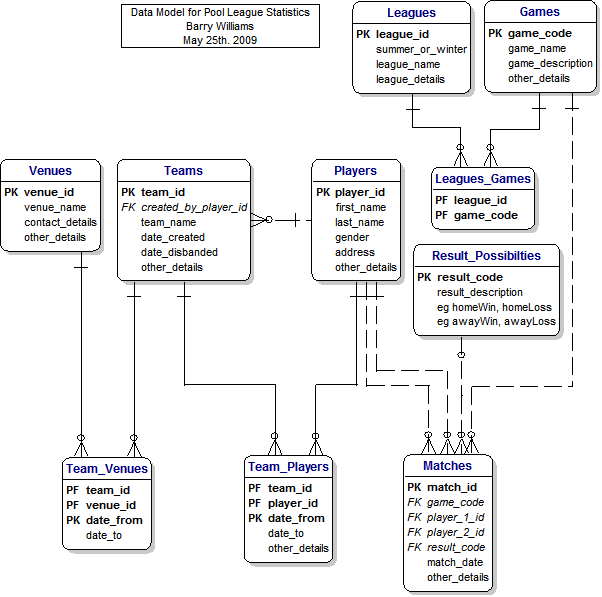 Data Model for Pool League Statistics
Barry Williams
May 25th. 2009
Leagues
PK league_id
summer_or_winter
league_name
league_details
Games
PK game_code
game_name
game_description
other_details
Venues
PK venue_id
venue_name
contact_details
other_details
Teams
PK team_id
FK created_by_player_id
team_name
date_created
date_disbanded
other_details
Players
PK player_id
first_name
last_name
gender
address
other_details
Leagues_Games
PF league_id
PF game_code
Result_Possibilties
PK result_code
result_description
eg homeWin, homeLoss
eg awayWin, awayLoss
Team_Venues
PF team_id
PF venue_id
PK date_from
date_to
Team_Players
PF team_id
PF player_id
PK date_from
date_to
other_details
Matches
PK match_id
FK game_code
FK player_1_id
FK player_2_id
FK result_code
match_date
other_details